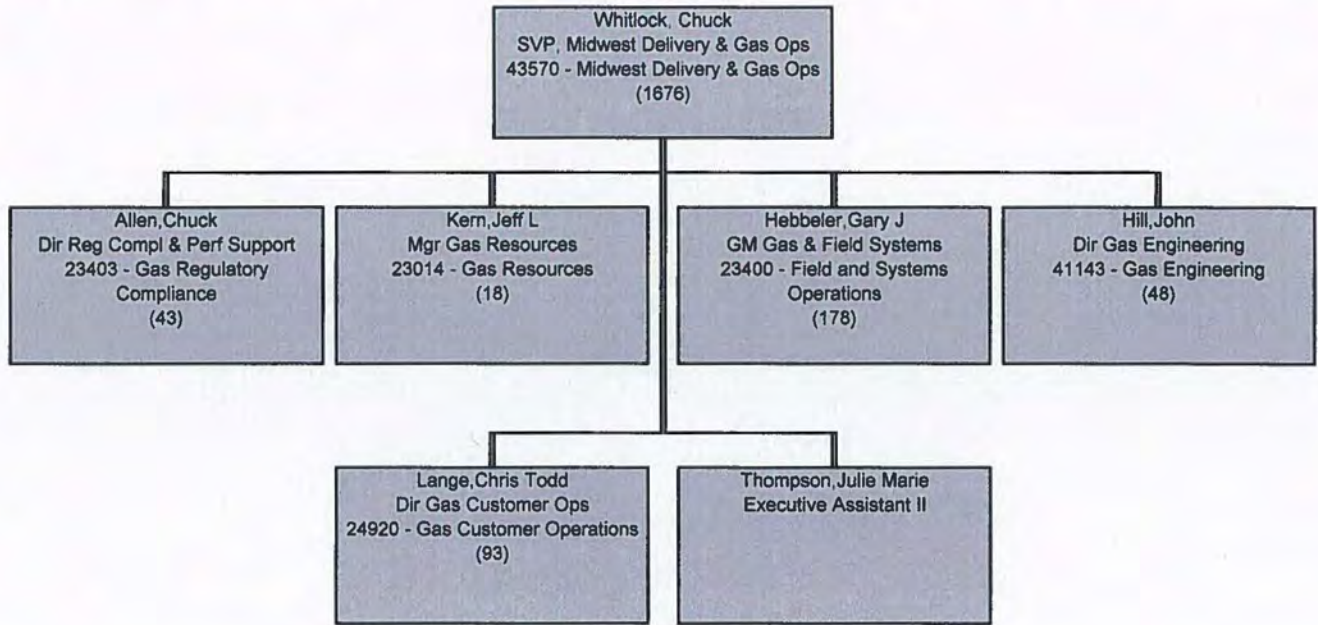 Whitlock, Chuck
SVP, Midwest Delivery & Gas Ops
43570 - Midwest Delivery & Gas Ops
(1676)
Allen,Chuck
Dir Reg Compl & Perf Support
23403 - Gas Regulatory
Compliance
(43)
Kern,Jeff L
Mgr Gas Resources
23014 - Gas Resources
(18)
Hebbeler,Gary J
GM Gas & Field Systems
23400 - Field and Systems
Operations
(178)
Hill,John
Dir Gas Engineering
41143 - Gas Engineering
(48)
Lange,Chris Todd
Dir Gas Customer Ops
24920 - Gas Customer Operations
(93)
Thompson,Julie Marie
Executive Assistant II